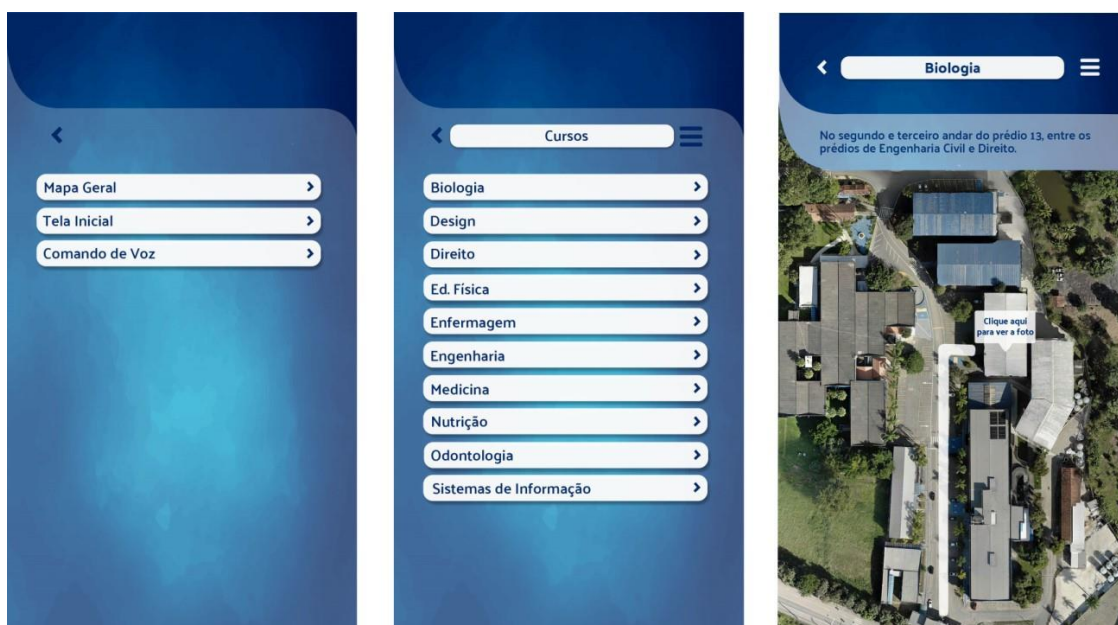 Mapa Geral
Tela Inicial
Comando de Voz
Cursos
Biologia
Design
Direito
Ed. Física
Enfermagem
Engenharia
Medicina
Nutrição
Odontologia
Sistemas de Informação
Biologia
No segundo e terceiro andar do prédio 13, entre os
prédios de Engenharia Civil e Direito.
Clique aqui
para ver a foto